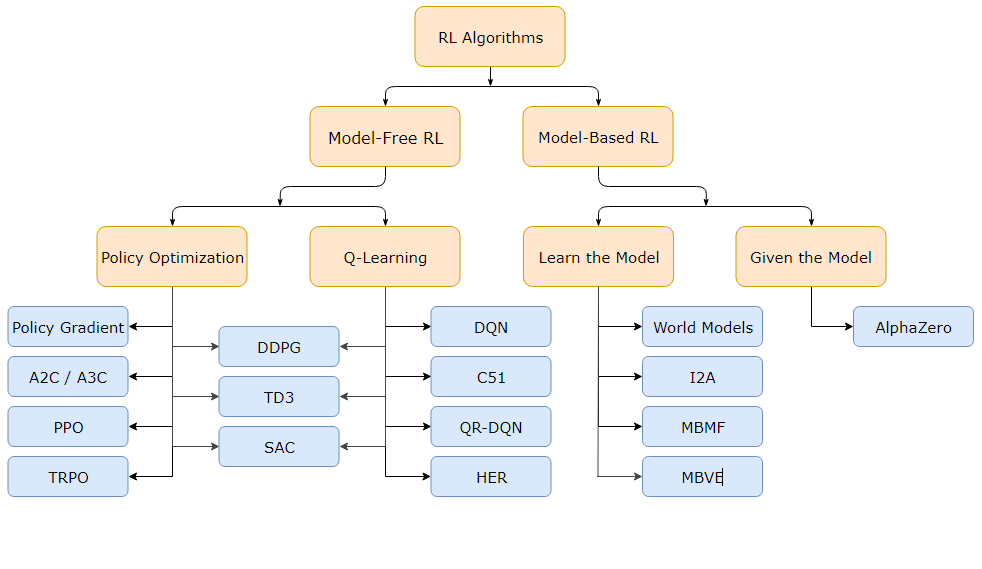 RL Algorithms
Model-Free RL
Model-Based RL
Policy Optimization
Q-Learning
Learn the Model
Given the Model
Policy Gradient
DDPG
DQN
World Models
AlphaZero
A2C / A3C
TD3
C51
I2A
PPO
SAC
QR-DQN
MBMF
TRPO
HER
MBVE